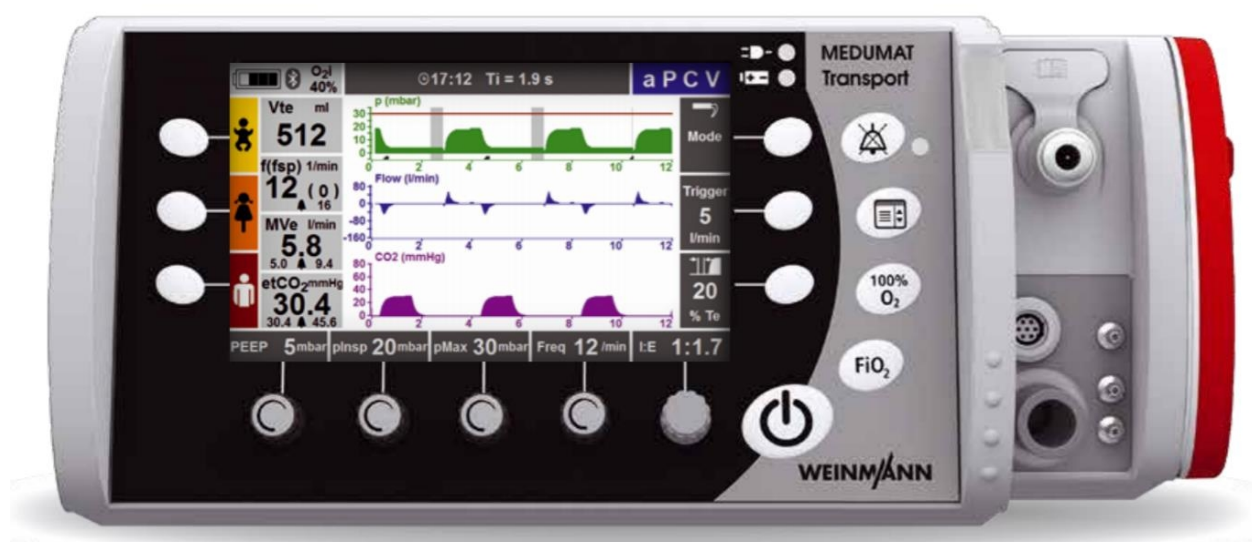 MEDUMAT
Transport
O₂I
40%
17:12 Ti = 1.9 s
aPCV
Vte ml
512
f(fsp) 1/min
12 (0)
16
MVe l/min
5.8
5.0 9.4
etCO₂mmHg
30.4
30.4 45.6
p (mbar)
30
20
10
0
0 2 4 6 8 10 12
Flow (l/min)
80
0
-80
-160
0 2 4 6 8 10 12
CO2 (mmHg)
80
60
40
20
0
0 2 4 6 8 10 12
Mode
Trigger
5
l/min
20
% Te
PEEP 5 mbar pInsp 20 mbar pMax 30 mbar Freq 12 /min I:E 1:1.7
100%
O₂
FiO₂
WEINMANN